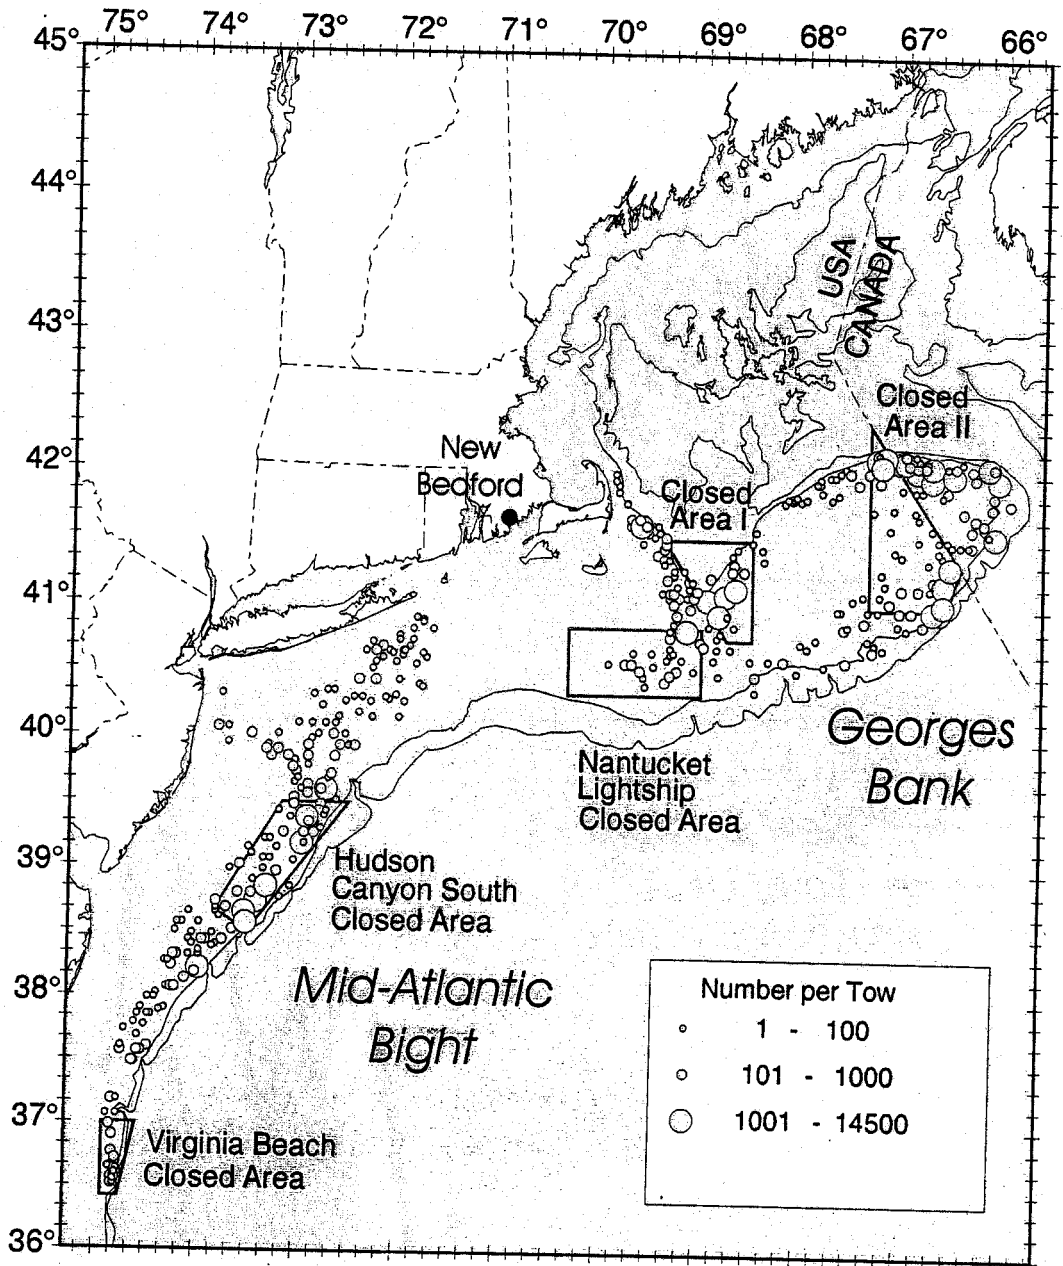 75° 74° 73° 72° 71° 70° 69° 68° 67° 66°
45°
44°
43°
42°
41°
40°
39°
38°
37°
36°
USA
CANADA
Closed
Area II
New
Bedford
Closed
Area I
Georges
Bank
Nantucket
Lightship
Closed Area
Hudson
Canyon South
Closed Area
Mid-Atlantic
Bight
Virginia Beach
Closed Area
Number per Tow
1 - 100
101 - 1000
1001 - 14500